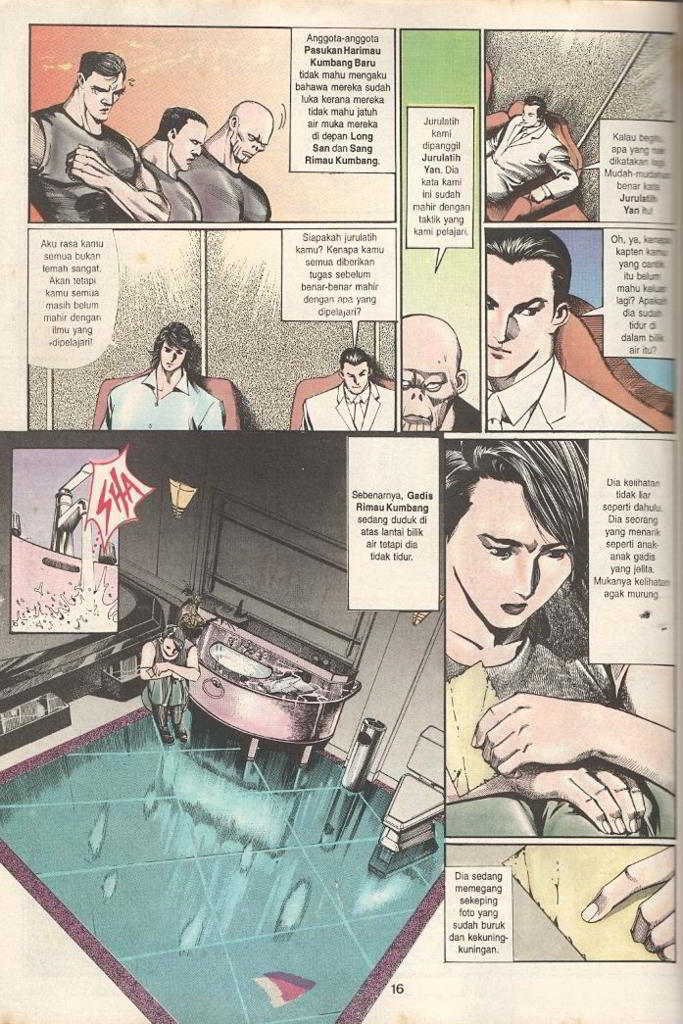 Anggota-anggota
Pasukan Harimau
Kumbang Baru
tidak mahu mengaku
bahawa mereka sudah
luka kerana mereka
tidak mahu jatuh
air muka mereka
di depan Long
San dan Sang
Rimau Kumbang.
Jurulatih
kami
dipanggil
Jurulatih
Yan. Dia
kata kami
ini sudah
mahir dengan
taktik yang
kami pelajari.
Kalau begitu
apa yang
dikatakan lagi
Mudah-mudahan
benar kata
Jurulatih
Yan itu
Aku rasa kamu
semua bukan
lemah sangat.
Akan tetapi
kamu semua
masih belum
mahir dengan
ilmu yang
dipelajari!
Siapakah jurulatih
kamu? Kenapa kamu
semua diberikan
tugas sebelum
benar-benar mahir
dengan apa yang
dipelajari?
Oh, ya, kenapa
kapten kamu
yang cantik
itu belum
mahu keluar
lagi? Apakah
dia sudah
tidur di
dalam bilik
air itu?
SHA
Sebenarnya, Gadis
Rimau Kumbang
sedang duduk di
atas lantai bilik
air tetapi dia
tidak tidur.
Dia kelihatan
tidak liar
seperti dahulu.
Dia seorang
yang menarik
seperti anak-
anak gadis
yang jelita.
Mukanya kelihatan
agak murung.
Dia sedang
memegang
sekeping
foto yang
sudah buruk
dan kekuning-
kuningan.
16